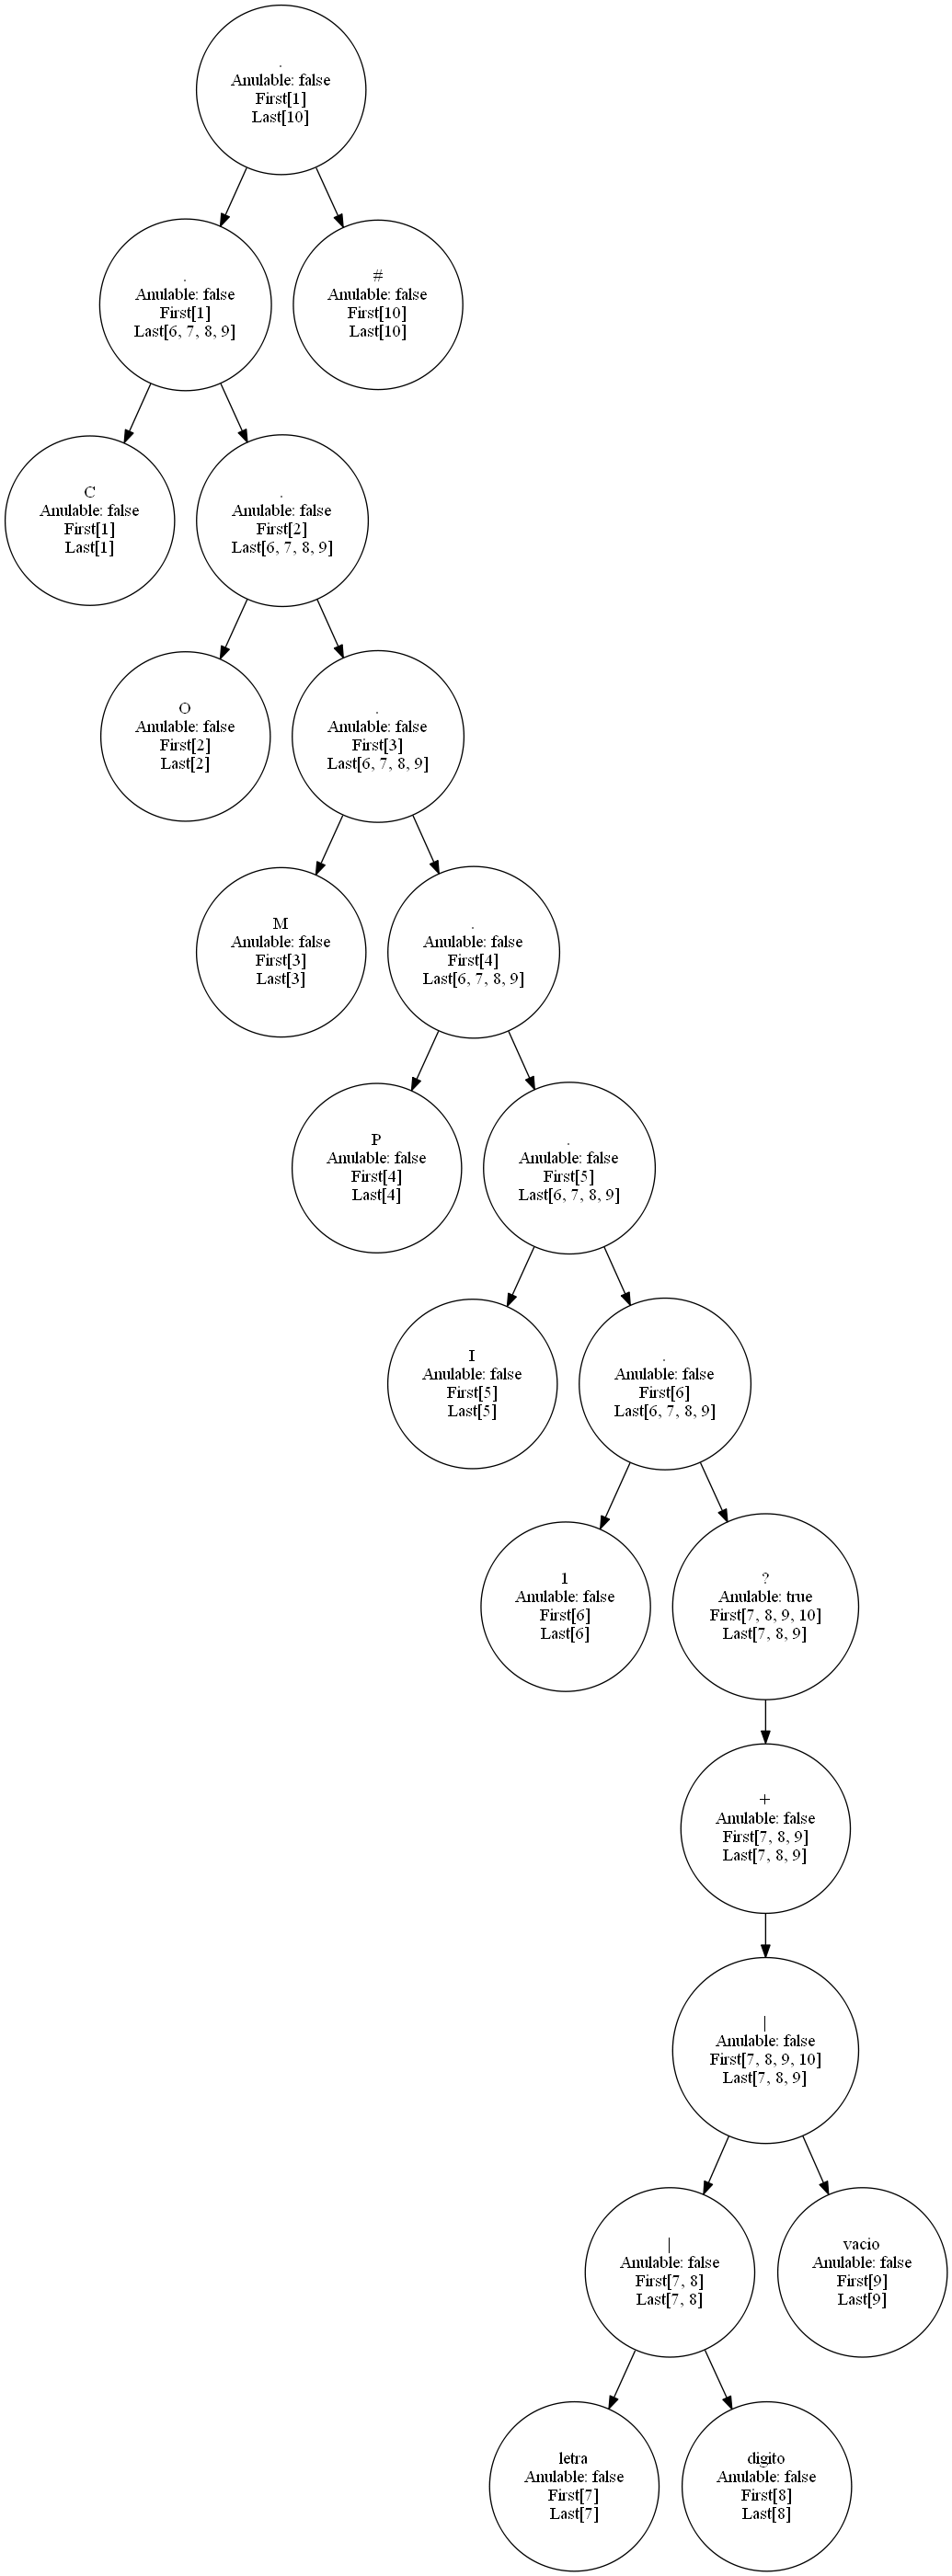 .
Anulable: false
First[1]
Last[10]
.
Anulable: false
First[1]
Last[6, 7, 8, 9]
#
Anulable: false
First[10]
Last[10]
C
Anulable: false
First[1]
Last[1]
.
Anulable: false
First[2]
Last[6, 7, 8, 9]
O
Anulable: false
First[2]
Last[2]
.
Anulable: false
First[3]
Last[6, 7, 8, 9]
M
Anulable: false
First[3]
Last[3]
.
Anulable: false
First[4]
Last[6, 7, 8, 9]
P
Anulable: false
First[4]
Last[4]
.
Anulable: false
First[5]
Last[6, 7, 8, 9]
I
Anulable: false
First[5]
Last[5]
.
Anulable: false
First[6]
Last[6, 7, 8, 9]
1
Anulable: false
First[6]
Last[6]
?
Anulable: true
First[7, 8, 9, 10]
Last[7, 8, 9]
+
Anulable: false
First[7, 8, 9]
Last[7, 8, 9]
|
Anulable: false
First[7, 8, 9, 10]
Last[7, 8, 9]
|
Anulable: false
First[7, 8]
Last[7, 8]
vacio
Anulable: false
First[9]
Last[9]
letra
Anulable: false
First[7]
Last[7]
digito
Anulable: false
First[8]
Last[8]